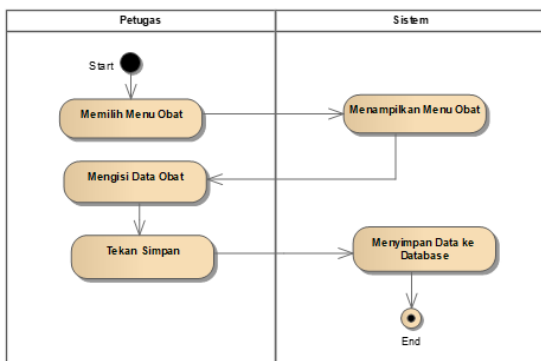 Petugas
Sistem
Start
Memilih Menu Obat
Menampilkan Menu Obat
Mengisi Data Obat
Tekan Simpan
Menyimpan Data ke
Database
End